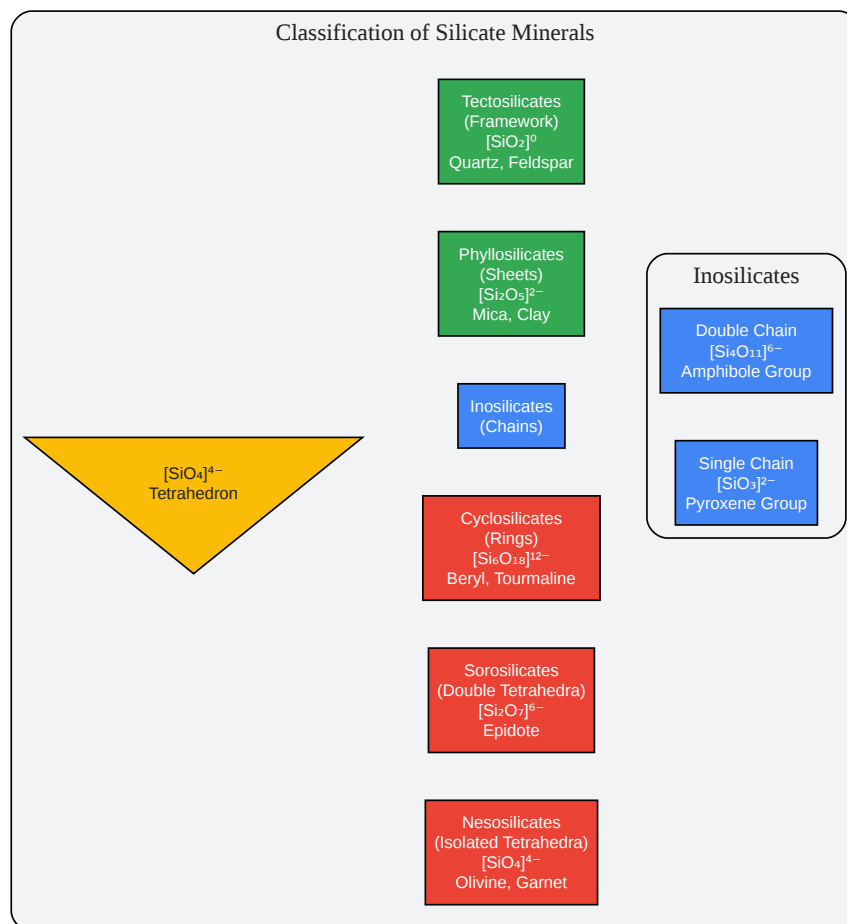 Classification of Silicate Minerals
Tectosilicates
(Framework)
[SiO₂]⁰
Quartz, Feldspar
Phyllosilicates
(Sheets)
[Si₂O₅]²⁻
Mica, Clay
Inosilicates
(Chains)
Inosilicates
Double Chain
[Si₄O₁₁]⁶⁻
Amphibole Group
Single Chain
[SiO₃]²⁻
Pyroxene Group
[SiO₄]⁴⁻
Tetrahedron
Cyclosilicates
(Rings)
[Si₆O₁₈]¹²⁻
Beryl, Tourmaline
Sorosilicates
(Double Tetrahedra)
[Si₂O₇]⁶⁻
Epidote
Nesosilicates
(Isolated Tetrahedra)
[SiO₄]⁴⁻
Olivine, Garnet